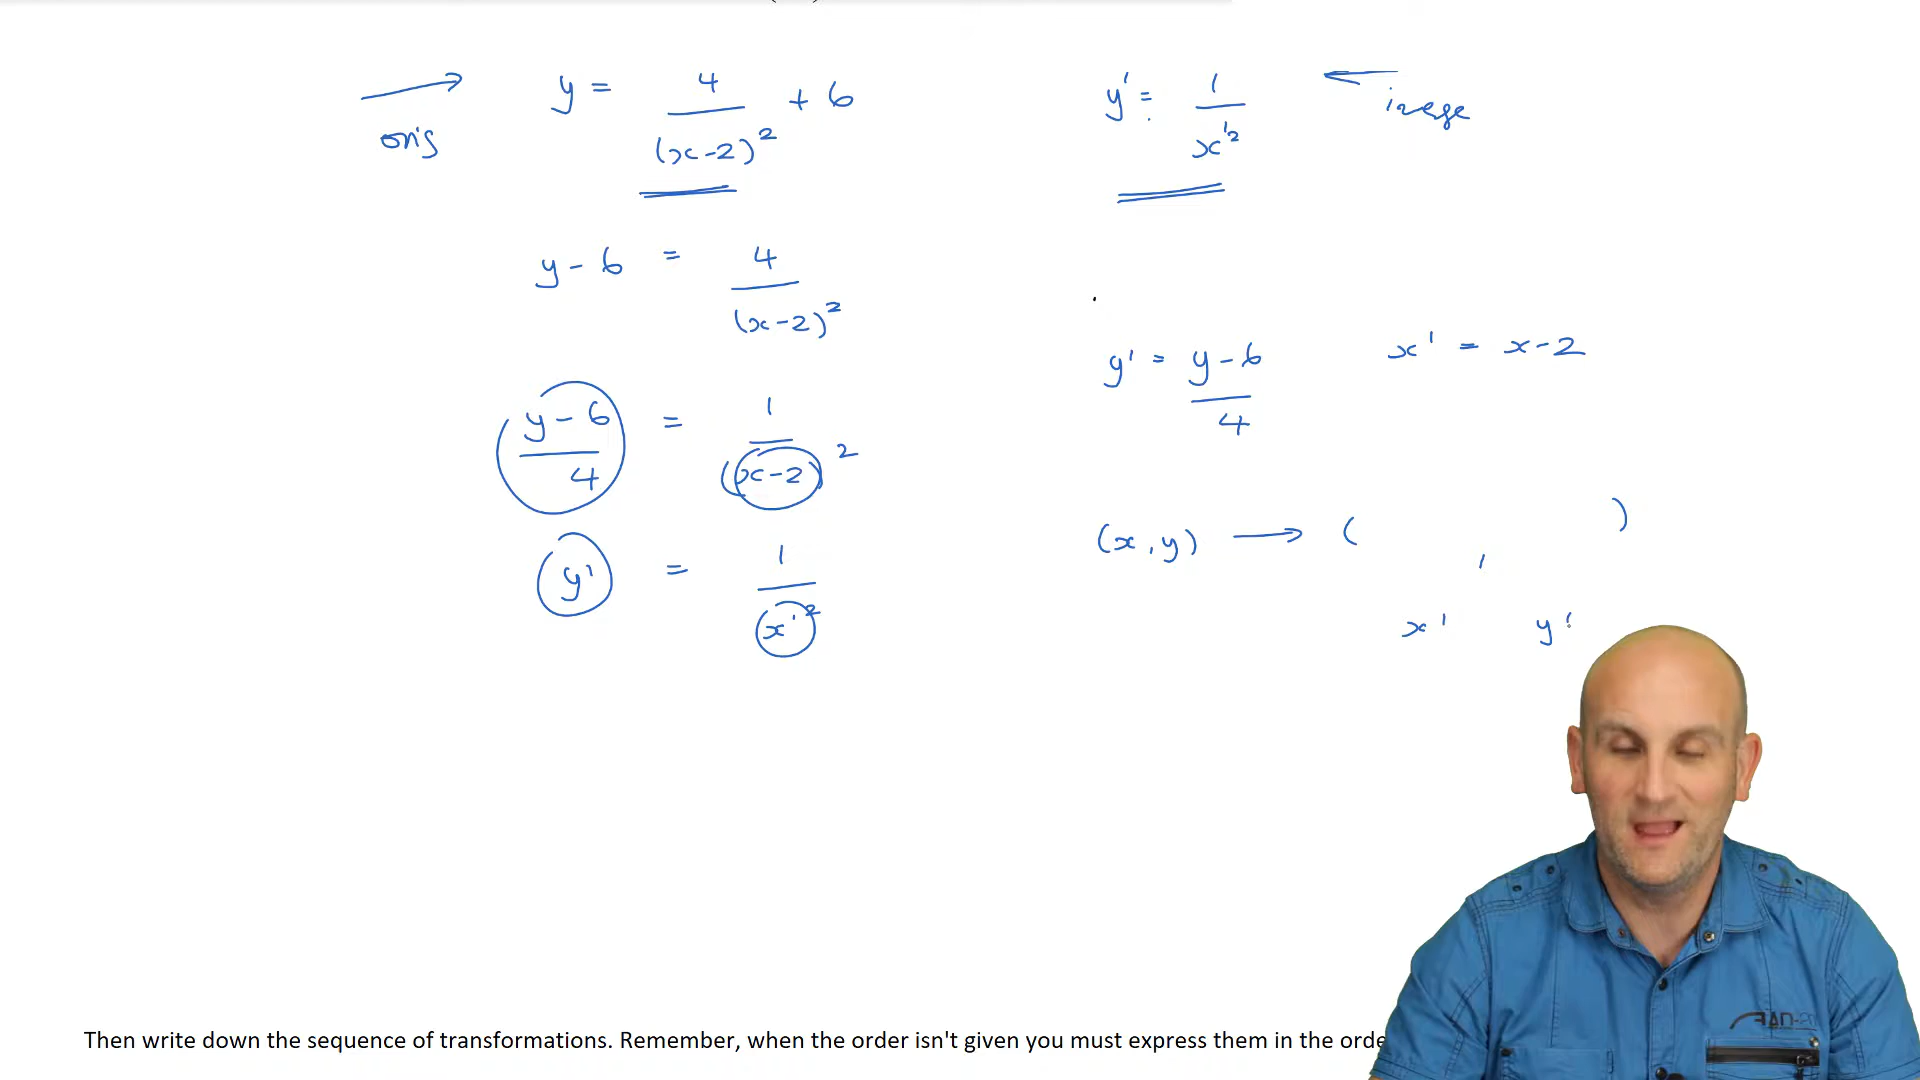 oris y = 4/(x-2)² + 6 y' = 1/x'² image
y - 6 = 4/(x-2)²
y' = y-6/4 x' = x-2
y-6/4 = 1/(x-2)²
(x, y) → ( , )
y' = 1/x'²
x' y'
Then write down the sequence of transformations. Remember, when the order isn't given you must express them in the orde